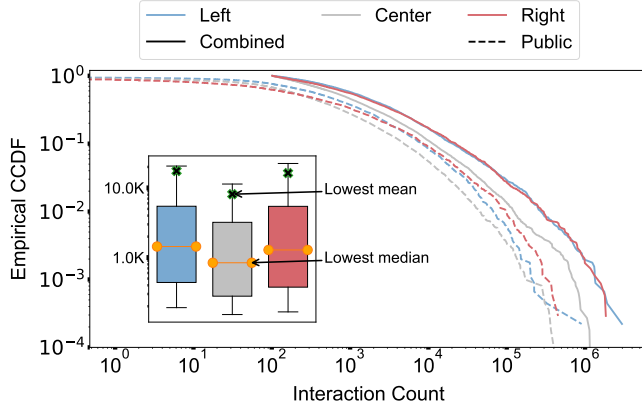 Left Center Right
Combined Public
Empirical CCDF
10^0
10^-1
10^-2
10^-3
10^-4
10.0K
1.0K
Lowest mean
Lowest median
10^0 10^1 10^2 10^3 10^4 10^5 10^6
Interaction Count